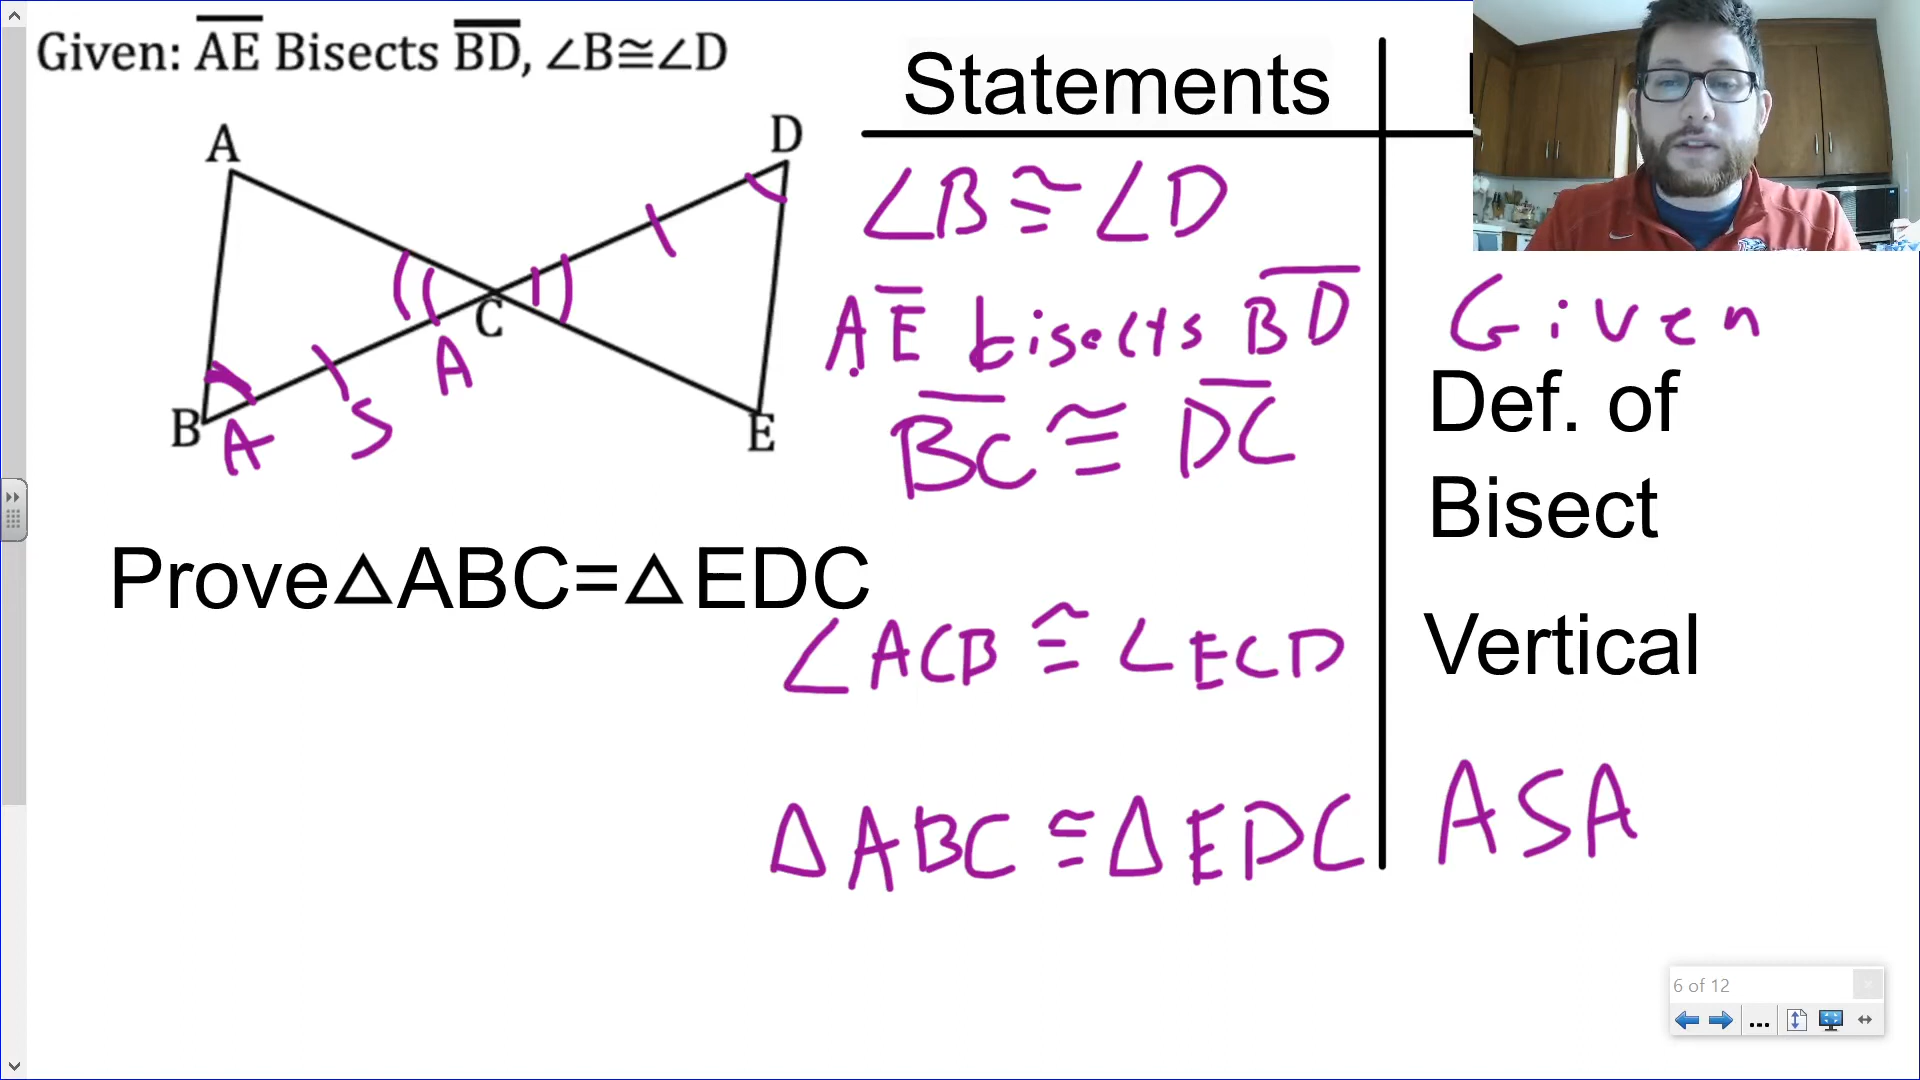 Given: AE Bisects BD, ∠B≅∠D
Statements
A
D
C
B
E
A
S
A
∠B ≅ ∠D
AE bisects BD
Given
BC ≅ DC
Def. of
Bisect
Prove△ABC=△EDC
∠ACB ≅ ∠ECD
Vertical
△ABC ≅ △EDC
ASA
6 of 12
...